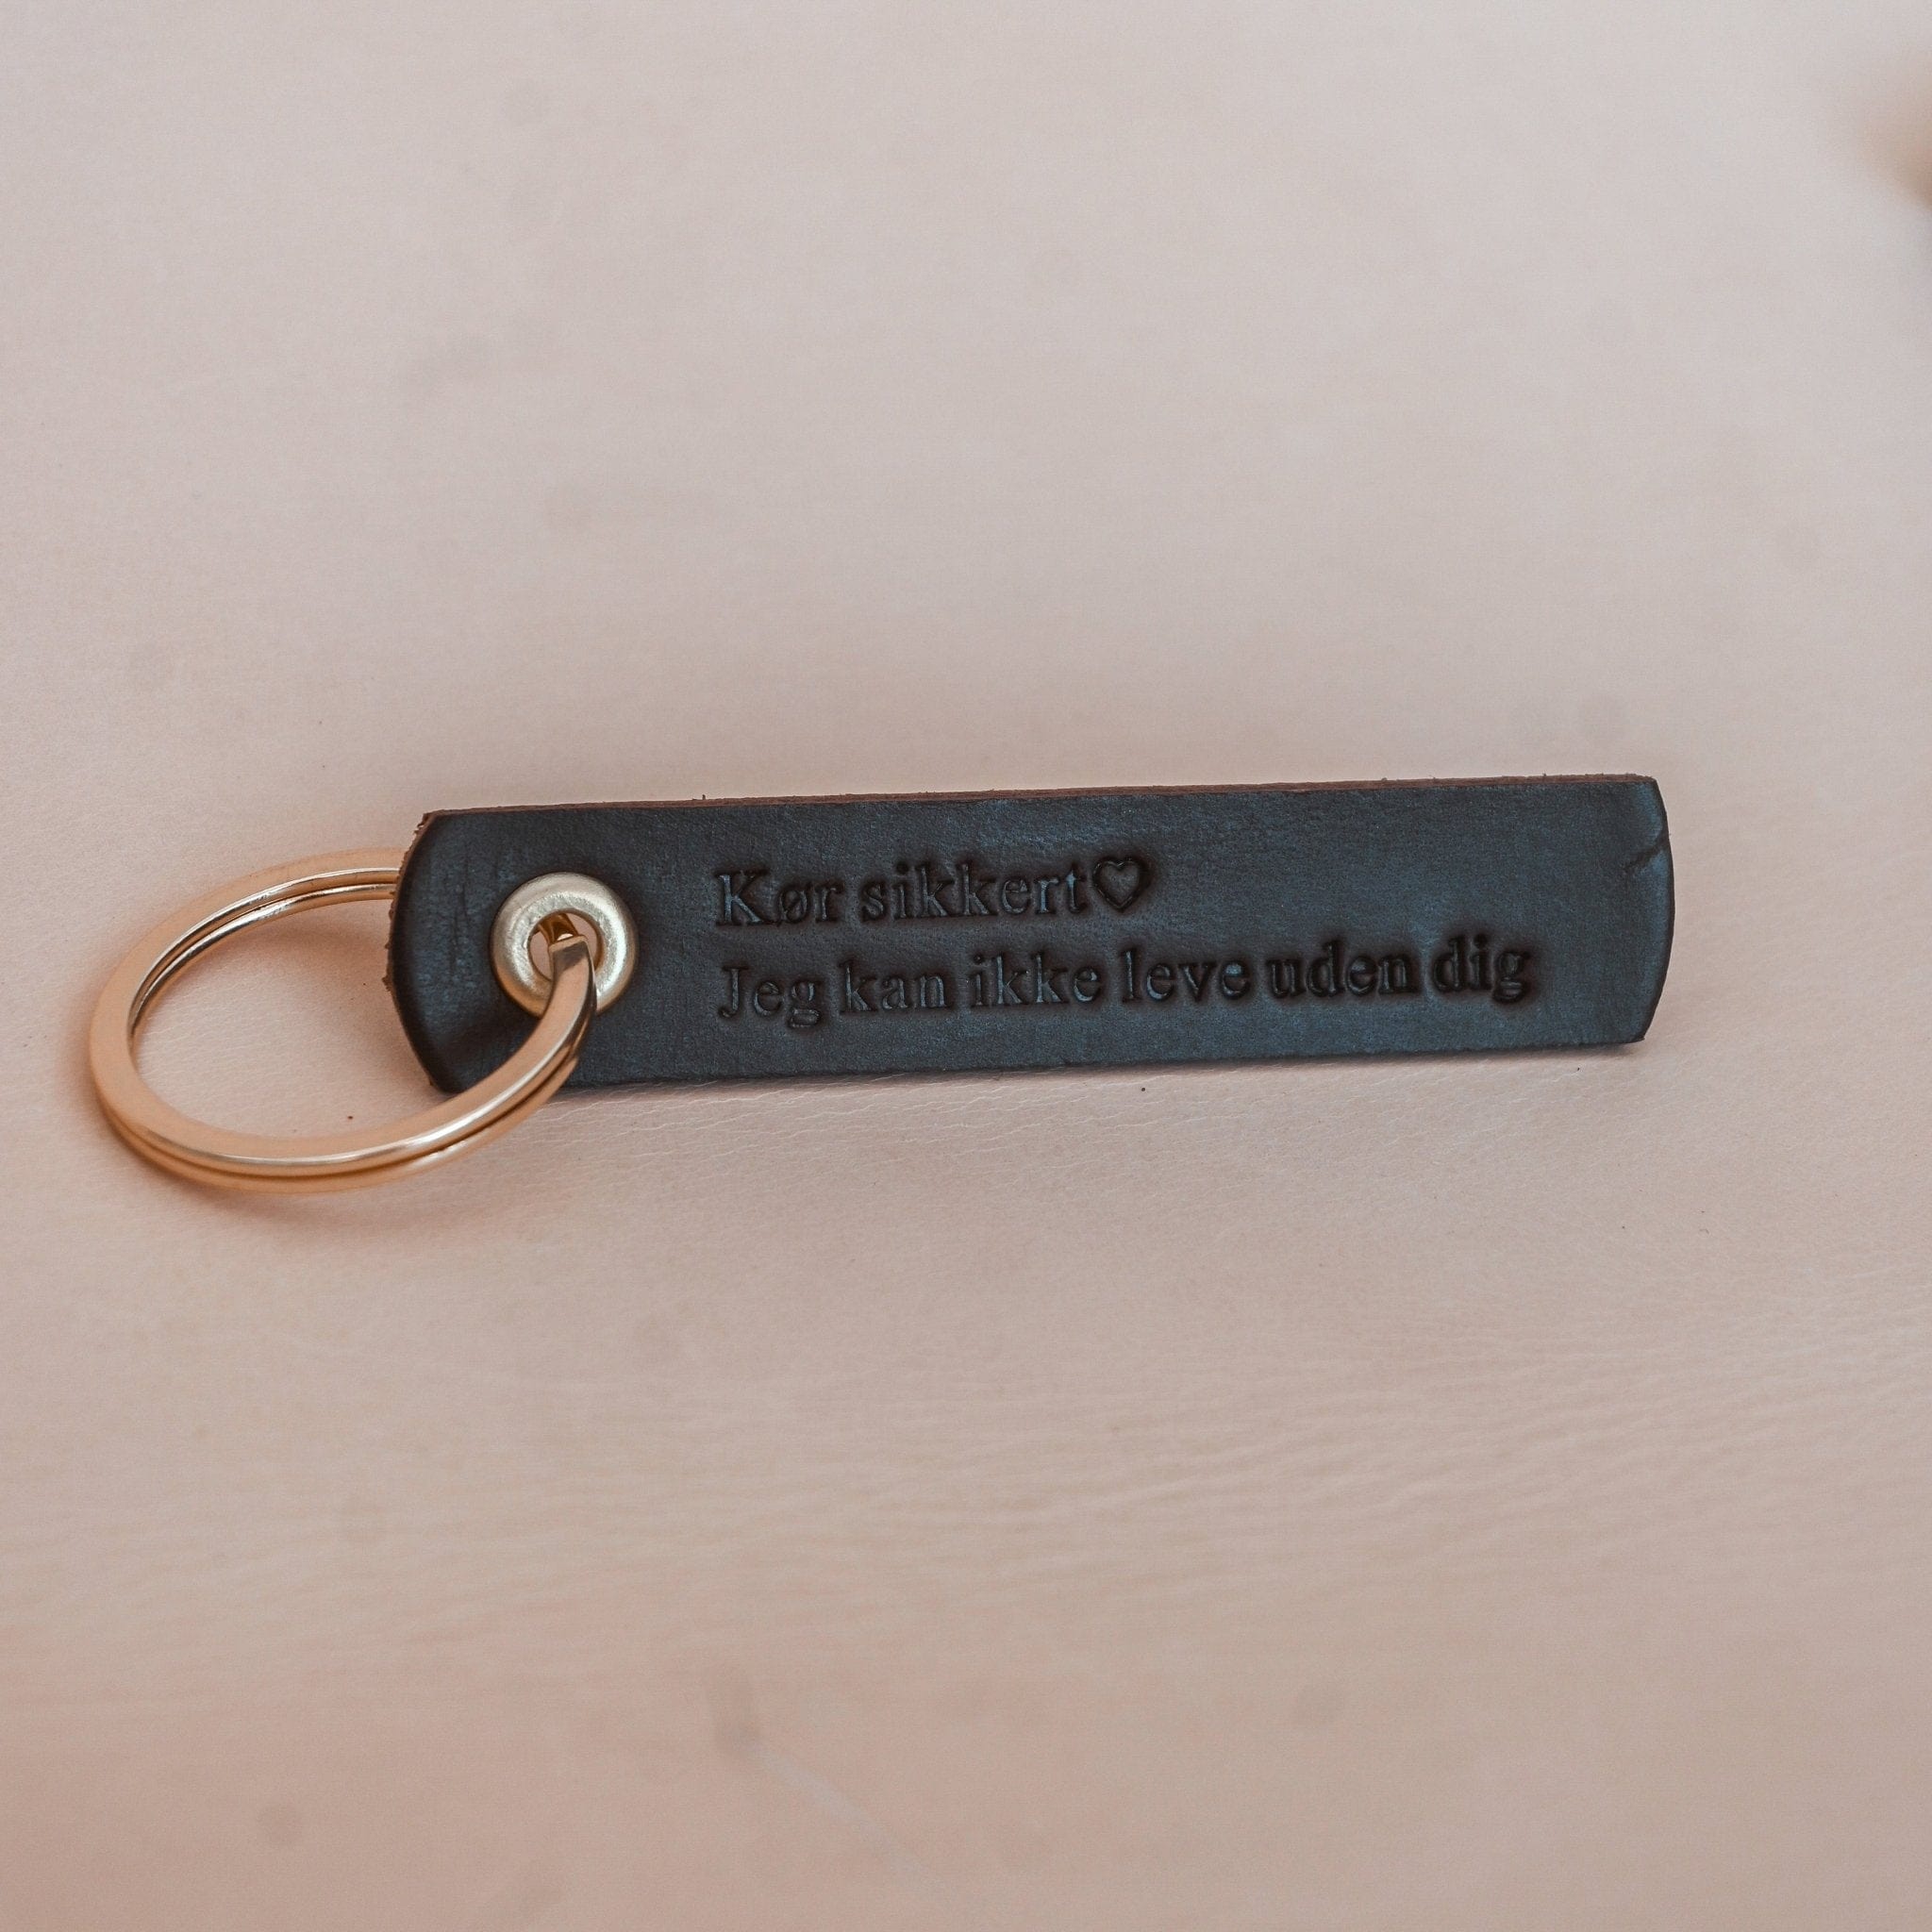 Kør sikkert♡
Jeg kan ikke leve uden dig